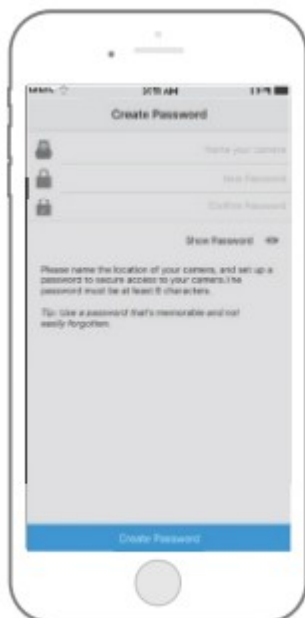 Create Password
Name your camera
New Password
Confirm Password
Show Password
Please name the location of your camera, and set up a
password to secure access to your camera.The
password must be at least 8 characters.
Tip: Use a password that's memorable and not
easily forgotten.
Create Password